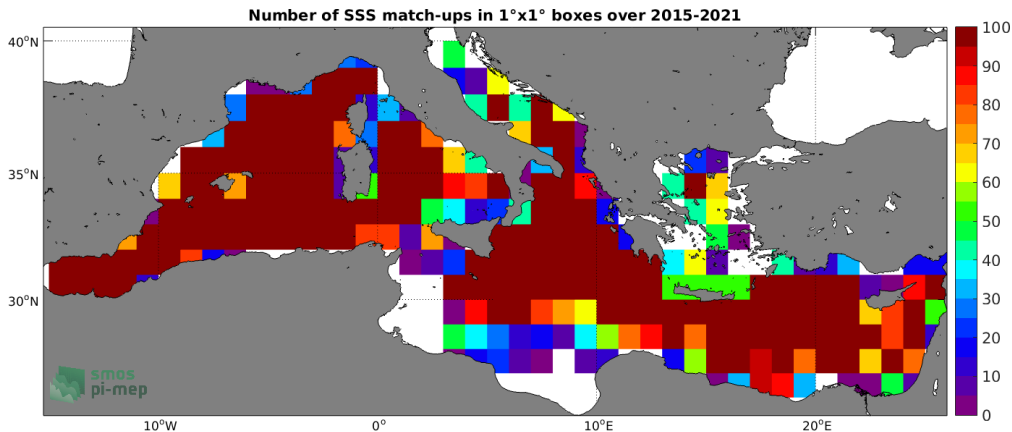 Number of SSS match-ups in 1°x1° boxes over 2015-2021
40°N
35°N
30°N
10°W
0°
10°E
20°E
100
90
80
70
60
50
40
30
20
10
0
smos
pi-mep